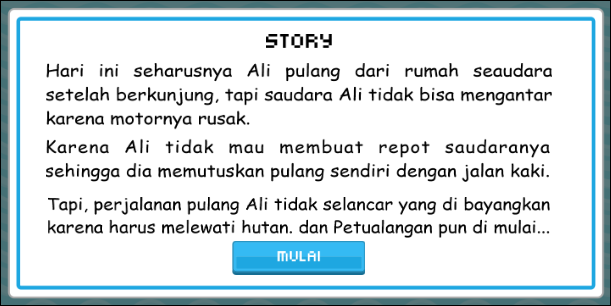 STORY
Hari ini seharusnya Ali pulang dari rumah seaudara
setelah berkunjung, tapi saudara Ali tidak bisa mengantar
karena motornya rusak.
Karena Ali tidak mau membuat repot saudaranya
sehingga dia memutuskan pulang sendiri dengan jalan kaki.
Tapi, perjalanan pulang Ali tidak selancar yang di bayangkan
karena harus melewati hutan. dan Petualangan pun di mulai...
MULAI